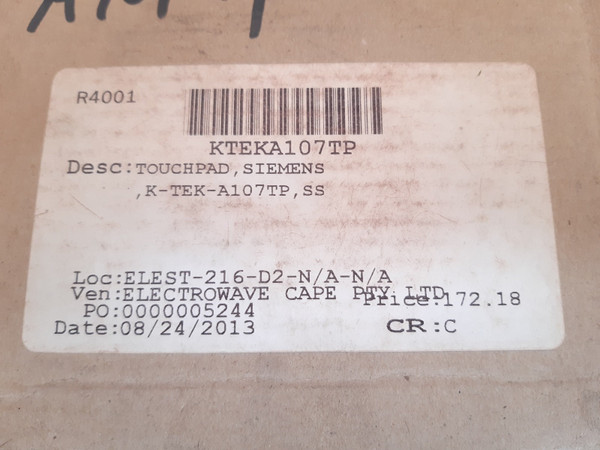 R4001
KTEKA107TP
Desc:TOUCHPAD,SIEMENS
,K-TEK-A107TP,SS
Loc:ELEST-216-D2-N/A-N/A
Ven:ELECTROWAVE CAPE PTY LTD
Price:172.18
PO:0000005244
Date:08/24/2013 CR:C